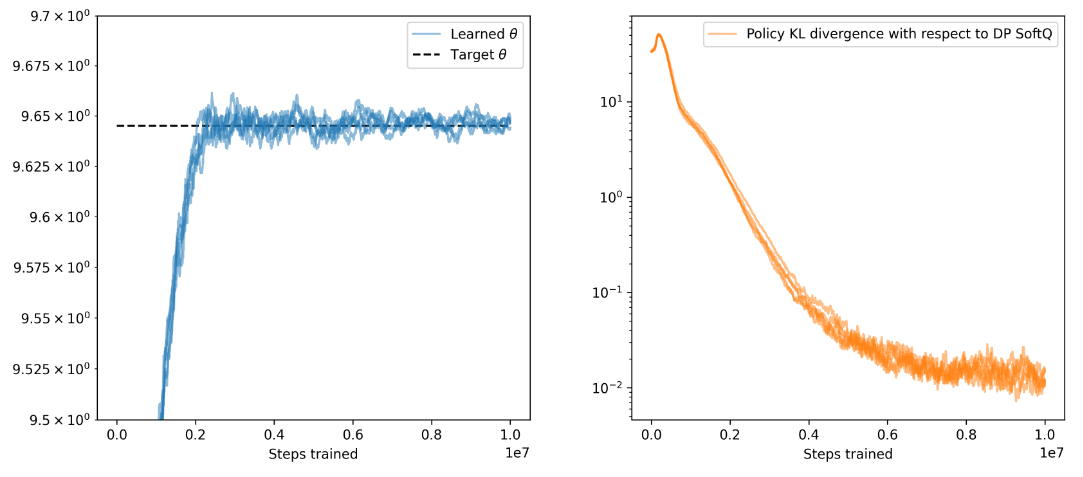 9.7 × 10⁰
9.675 × 10⁰
9.65 × 10⁰
9.625 × 10⁰
9.6 × 10⁰
9.575 × 10⁰
9.55 × 10⁰
9.525 × 10⁰
9.5 × 10⁰
Learned θ
Target θ
0.0 0.2 0.4 0.6 0.8 1.0
1e7
Steps trained
Policy KL divergence with respect to DP SoftQ
10¹
10⁰
10⁻¹
10⁻²
0.0 0.2 0.4 0.6 0.8 1.0
1e7
Steps trained